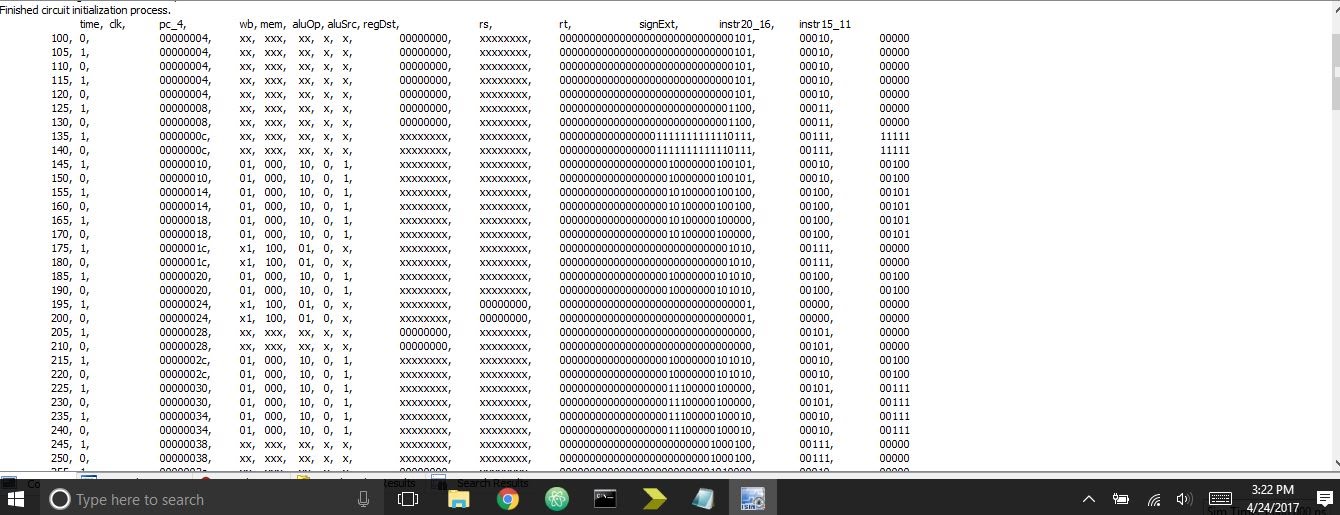 Finished circuit initialization process.
time, clk, pc_4, wb, mem, aluOp, aluSrc, regDst, rs, rt, signExt, instr20_16, instr15_11
100, 0, 00000004, xx, xxx, xx, x, x, 00000000, xxxxxxxx, 00000000000000000000000000000101, 00010, 00000
105, 1, 00000004, xx, xxx, xx, x, x, 00000000, xxxxxxxx, 00000000000000000000000000000101, 00010, 00000
110, 0, 00000004, xx, xxx, xx, x, x, 00000000, xxxxxxxx, 00000000000000000000000000000101, 00010, 00000
115, 1, 00000004, xx, xxx, xx, x, x, 00000000, xxxxxxxx, 00000000000000000000000000000101, 00010, 00000
120, 0, 00000004, xx, xxx, xx, x, x, 00000000, xxxxxxxx, 00000000000000000000000000000101, 00010, 00000
125, 1, 00000008, xx, xxx, xx, x, x, 00000000, xxxxxxxx, 00000000000000000000000000001100, 00011, 00000
130, 0, 00000008, xx, xxx, xx, x, x, 00000000, xxxxxxxx, 00000000000000000000000000001100, 00011, 00000
135, 1, 0000000c, xx, xxx, xx, x, x, xxxxxxxx, xxxxxxxx, 00000000000000001111111111110111, 00111, 11111
140, 0, 0000000c, xx, xxx, xx, x, x, xxxxxxxx, xxxxxxxx, 00000000000000001111111111110111, 00111, 11111
145, 1, 00000010, 01, 000, 10, 0, 1, xxxxxxxx, xxxxxxxx, 00000000000000000010000000100101, 00010, 00100
150, 0, 00000010, 01, 000, 10, 0, 1, xxxxxxxx, xxxxxxxx, 00000000000000000010000000100101, 00010, 00100
155, 1, 00000014, 01, 000, 10, 0, 1, xxxxxxxx, xxxxxxxx, 00000000000000000010100000100100, 00100, 00101
160, 0, 00000014, 01, 000, 10, 0, 1, xxxxxxxx, xxxxxxxx, 00000000000000000010100000100100, 00100, 00101
165, 1, 00000018, 01, 000, 10, 0, 1, xxxxxxxx, xxxxxxxx, 00000000000000000010100000100000, 00100, 00101
170, 0, 00000018, 01, 000, 10, 0, 1, xxxxxxxx, xxxxxxxx, 00000000000000000010100000100000, 00100, 00101
175, 1, 0000001c, x1, 100, 01, 0, x, xxxxxxxx, xxxxxxxx, 00000000000000000000000000001010, 00111, 00000
180, 0, 0000001c, x1, 100, 01, 0, x, xxxxxxxx, xxxxxxxx, 00000000000000000000000000001010, 00111, 00000
185, 1, 00000020, 01, 000, 10, 0, 1, xxxxxxxx, xxxxxxxx, 00000000000000000010000000101010, 00100, 00100
190, 0, 00000020, 01, 000, 10, 0, 1, xxxxxxxx, xxxxxxxx, 00000000000000000010000000101010, 00100, 00100
195, 1, 00000024, x1, 100, 01, 0, x, xxxxxxxx, 00000000, 00000000000000000000000000000001, 00000, 00000
200, 0, 00000024, x1, 100, 01, 0, x, xxxxxxxx, 00000000, 00000000000000000000000000000001, 00000, 00000
205, 1, 00000028, xx, xxx, xx, x, x, 00000000, xxxxxxxx, 00000000000000000000000000000000, 00101, 00000
210, 0, 00000028, xx, xxx, xx, x, x, 00000000, xxxxxxxx, 00000000000000000000000000000000, 00101, 00000
215, 1, 0000002c, 01, 000, 10, 0, 1, xxxxxxxx, xxxxxxxx, 00000000000000000010000000101010, 00010, 00100
220, 0, 0000002c, 01, 000, 10, 0, 1, xxxxxxxx, xxxxxxxx, 00000000000000000010000000101010, 00010, 00100
225, 1, 00000030, 01, 000, 10, 0, 1, xxxxxxxx, xxxxxxxx, 00000000000000000011100000100000, 00101, 00111
230, 0, 00000030, 01, 000, 10, 0, 1, xxxxxxxx, xxxxxxxx, 00000000000000000011100000100000, 00101, 00111
235, 1, 00000034, 01, 000, 10, 0, 1, xxxxxxxx, xxxxxxxx, 00000000000000000011100000100010, 00010, 00111
240, 0, 00000034, 01, 000, 10, 0, 1, xxxxxxxx, xxxxxxxx, 00000000000000000011100000100010, 00010, 00111
245, 1, 00000038, xx, xxx, xx, x, x, xxxxxxxx, xxxxxxxx, 00000000000000000000000001000100, 00111, 00000
250, 0, 00000038, xx, xxx, xx, x, x, xxxxxxxx, xxxxxxxx, 00000000000000000000000001000100, 00111, 00000
Search Results
Type here to search
3:22 PM
4/24/2017